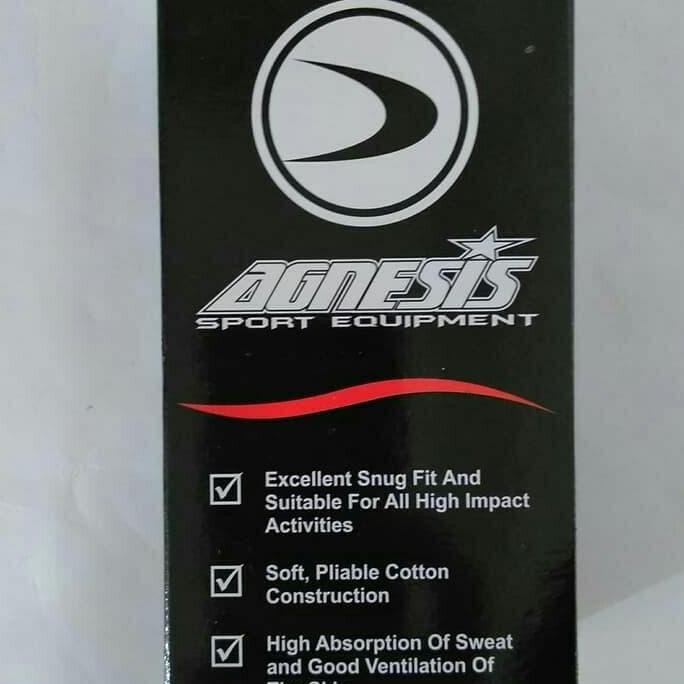 AGNESIS
SPORT EQUIPMENT
Excellent Snug Fit And
Suitable For All High Impact
Activities
Soft, Pliable Cotton
Construction
High Absorption Of Sweat
and Good Ventilation Of